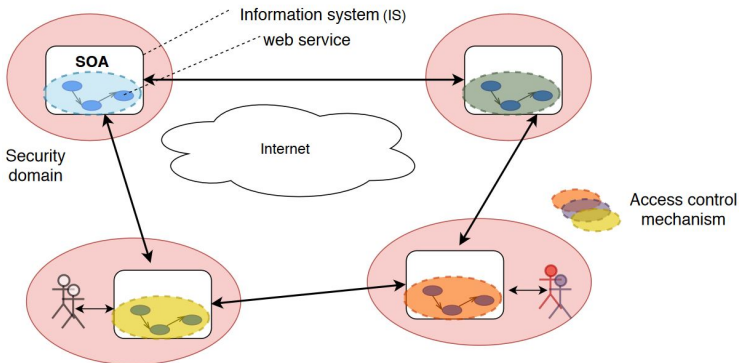 Information system (IS)
web service
SOA
Internet
Security
domain
Access control
mechanism